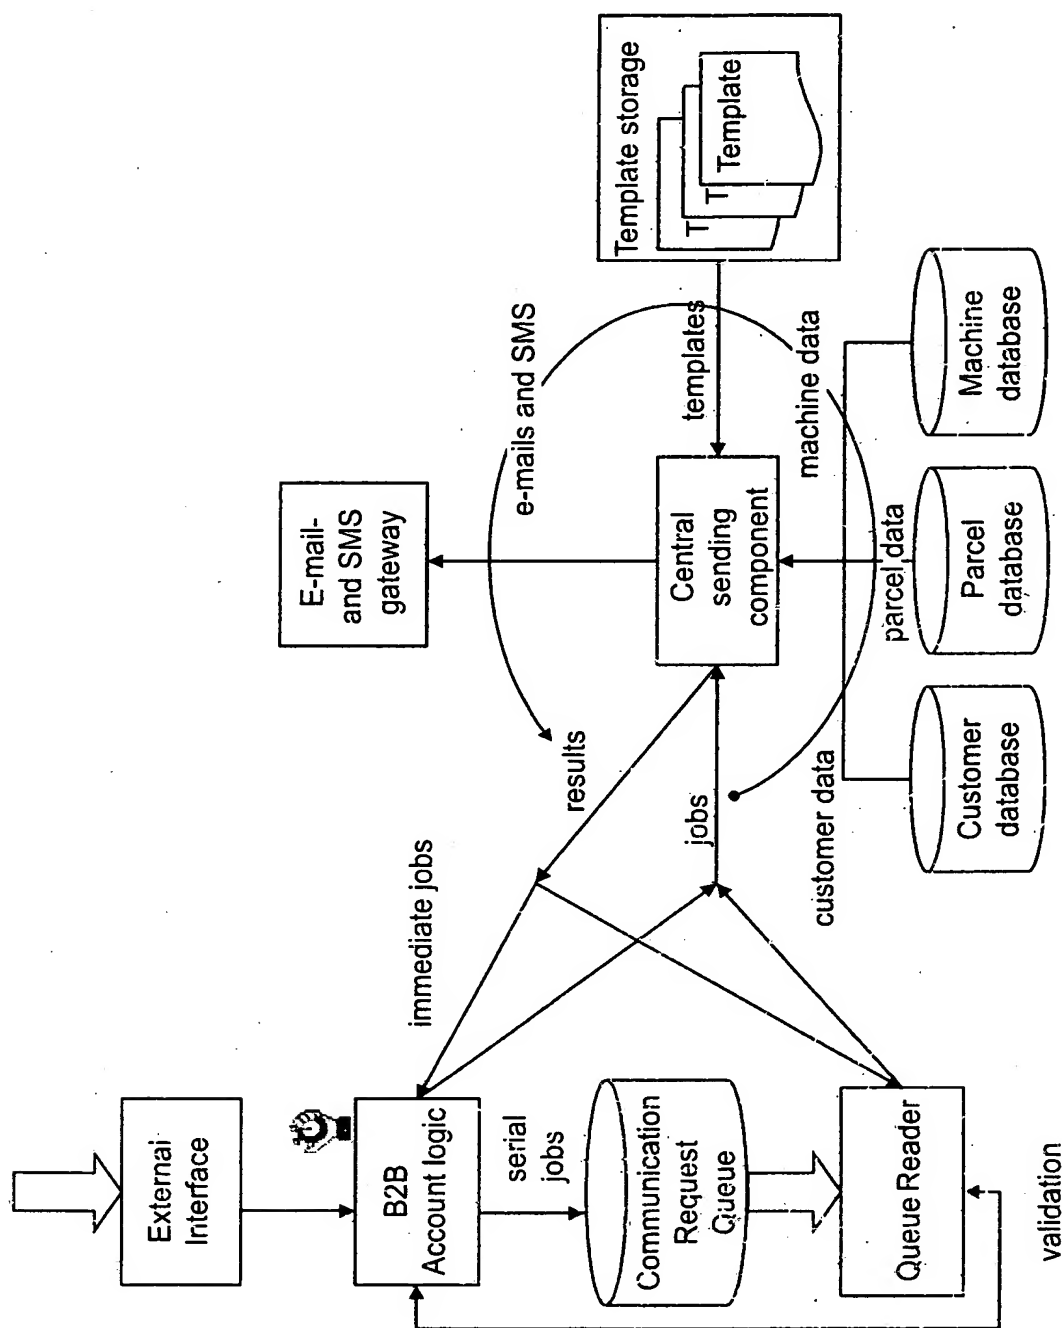 External
Interface
B2B
Account logic
serial
jobs
Communication
Request
Queue
Queue Reader
validation
immediate jobs
results
jobs
E-mail-
and SMS
gateway
e-mails and SMS
Central
sending
component
templates
Template storage
T
T
Template
customer data
parcel data
machine data
Customer
database
Parcel
database
Machine
database